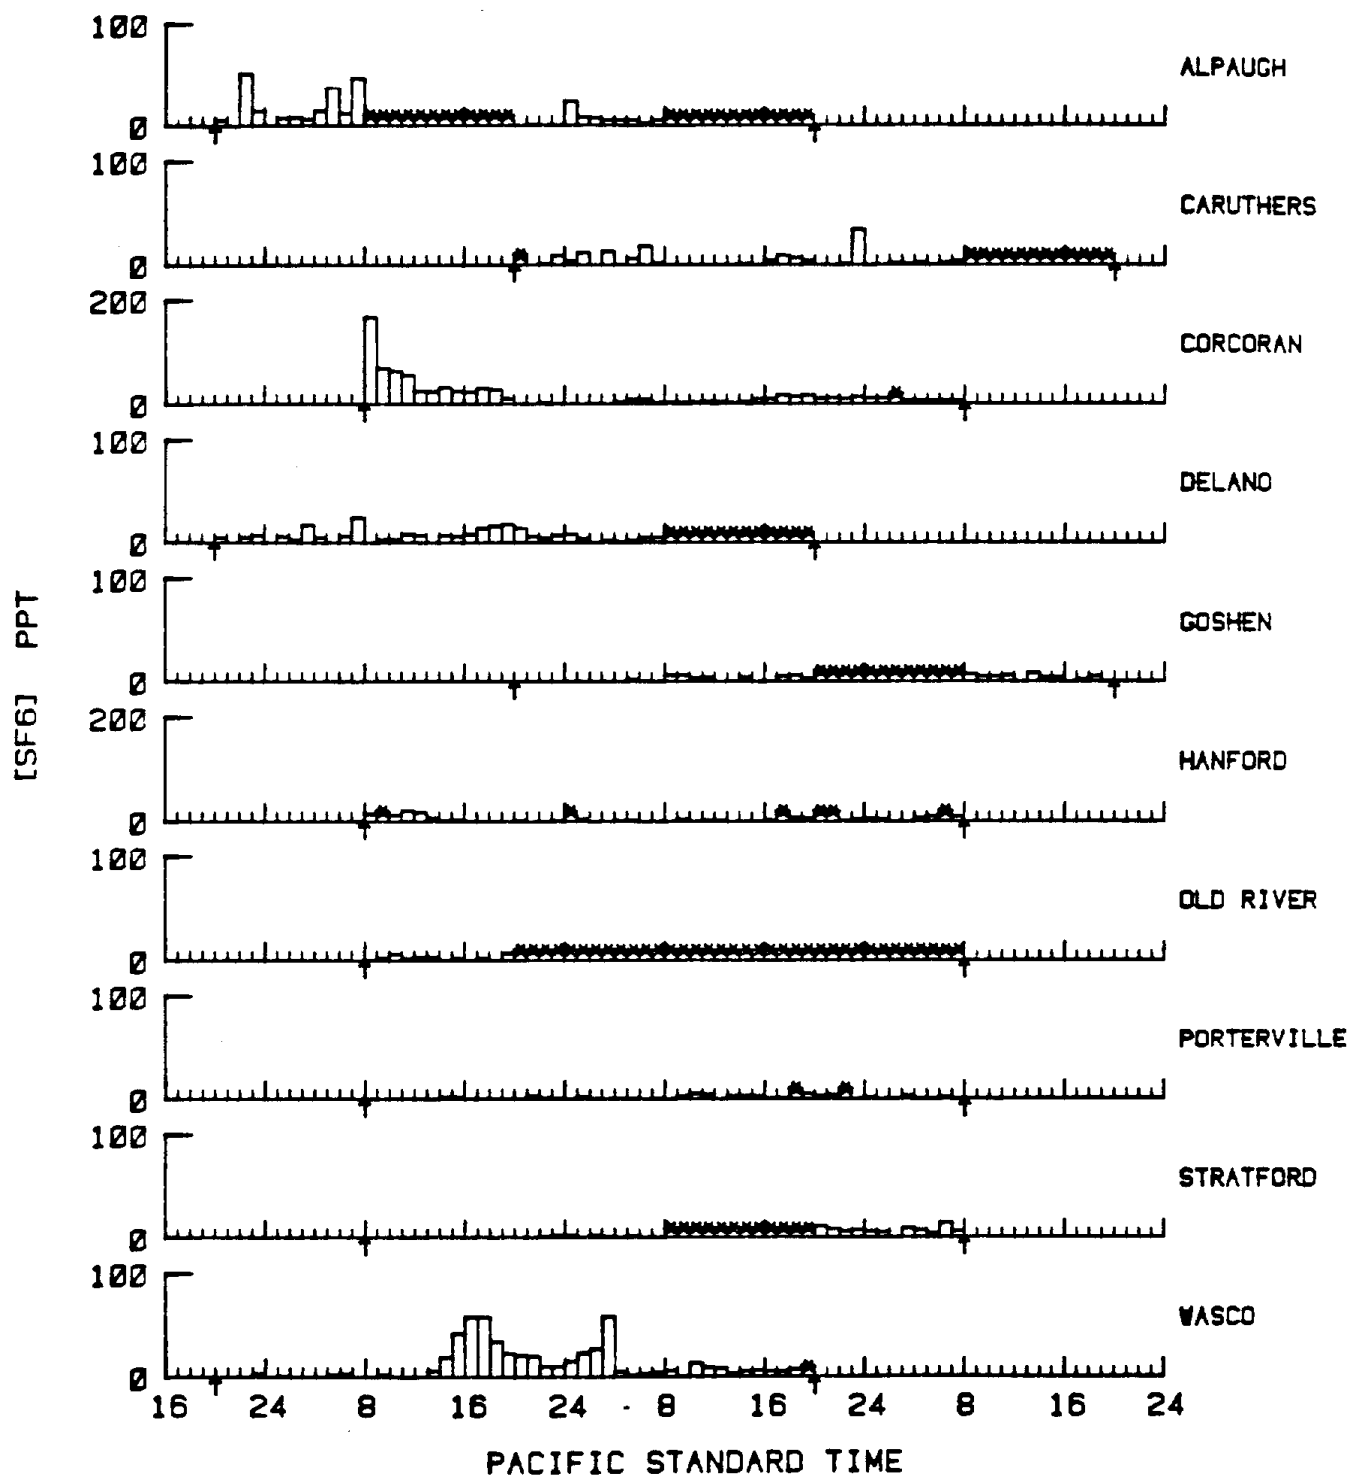 100
0
ALPAUGH
100
0
CARUTHERS
200
0
CORCORAN
100
0
DELANO
100
0
GOSHEN
200
0
HANFORD
100
0
OLD RIVER
100
0
PORTERVILLE
100
0
STRATFORD
100
0
WASCO
[SF6] PPT
16 24 8 16 24 8 16 24 8 16 24
PACIFIC STANDARD TIME